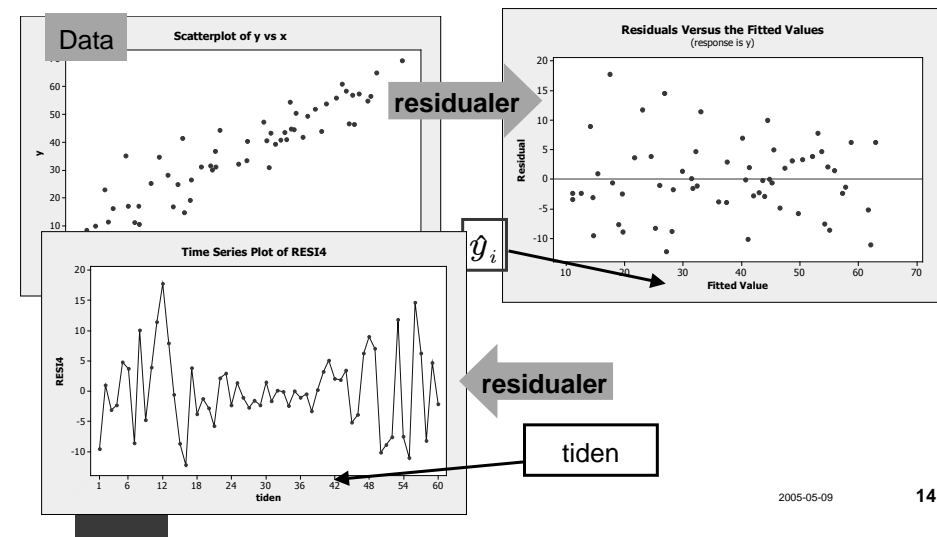 Data
Scatterplot of y vs x
60
50
40
30
20
10
y
residualer
Residuals Versus the Fitted Values
(response is y)
20
15
10
5
0
-5
-10
Residual
10 20 30 40 50 60 70
Fitted Value
ŷᵢ
Time Series Plot of RESI4
20
15
10
5
0
-5
-10
RESI4
1 6 12 18 24 30 36 42 48 54 60
tiden
residualer
tiden
2005-05-09
14